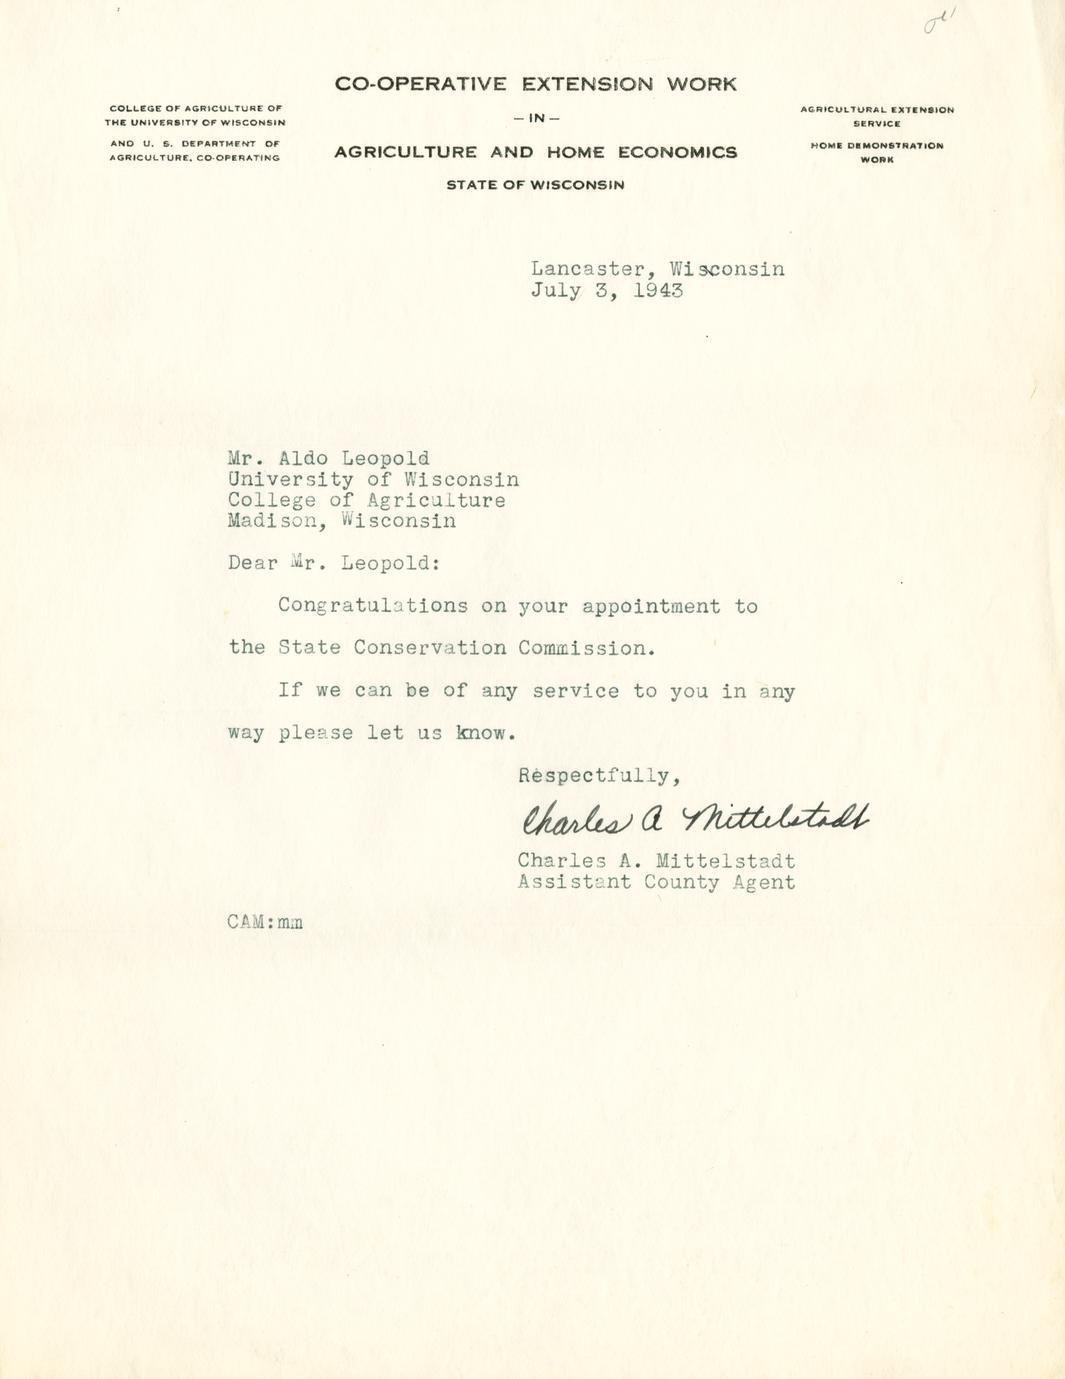 CO-OPERATIVE EXTENSION WORK
— IN —
AGRICULTURE AND HOME ECONOMICS
STATE OF WISCONSIN
COLLEGE OF AGRICULTURE OF
THE UNIVERSITY OF WISCONSIN
AND U. S. DEPARTMENT OF
AGRICULTURE, CO-OPERATING
AGRICULTURAL EXTENSION
SERVICE
HOME DEMONSTRATION
WORK
Lancaster, Wisconsin
July 3, 1943
Mr. Aldo Leopold
University of Wisconsin
College of Agriculture
Madison, Wisconsin
Dear Mr. Leopold:
Congratulations on your appointment to
the State Conservation Commission.
If we can be of any service to you in any
way please let us know.
Respectfully,
Charles A Mittelstadt
Charles A. Mittelstadt
Assistant County Agent
CAM:mm